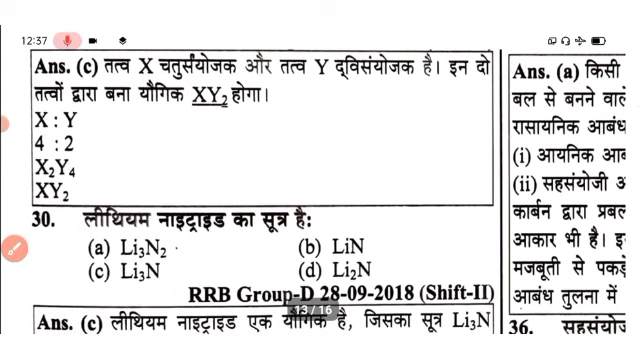 12:37
Ans. (c) तत्व X चतुर्संयोजक और तत्व Y द्विसंयोजक है। इन दो
तत्वों द्वारा बना यौगिक XY₂ होगा।
X : Y
4 : 2
X₂Y₄
XY₂
30. लीथियम नाइट्राइड का सूत्र है:
(a) Li₃N₂ (b) LiN
(c) Li₃N (d) Li₂N
RRB Group-D 28-09-2018 (Shift-II)
13 / 16
Ans. (c) लीथियम नाइट्राइड एक यौगिक है, जिसका सूत्र Li₃N
Ans. (a) किसी
बल से बनने वाले
रासायनिक आबंध
(i) आयनिक आब
(ii) सहसंयोजी अ
कार्बन द्वारा प्रबल
आकार भी है। इ
मजबूती से पकड़े
आबंध तुलना में
36. सहसंयोज